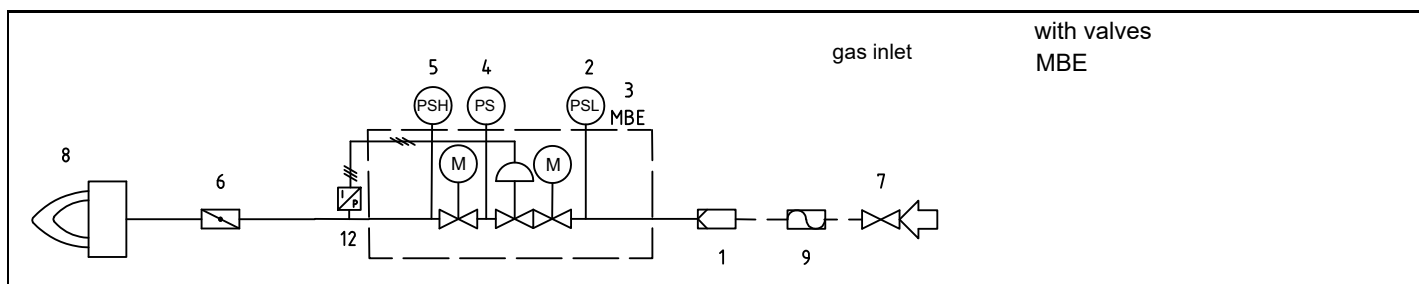 with valves
gas inlet
MBE
5 4 2
3
PSH PS PSL MBE
8 M M
6 7
I
P
12 1 9